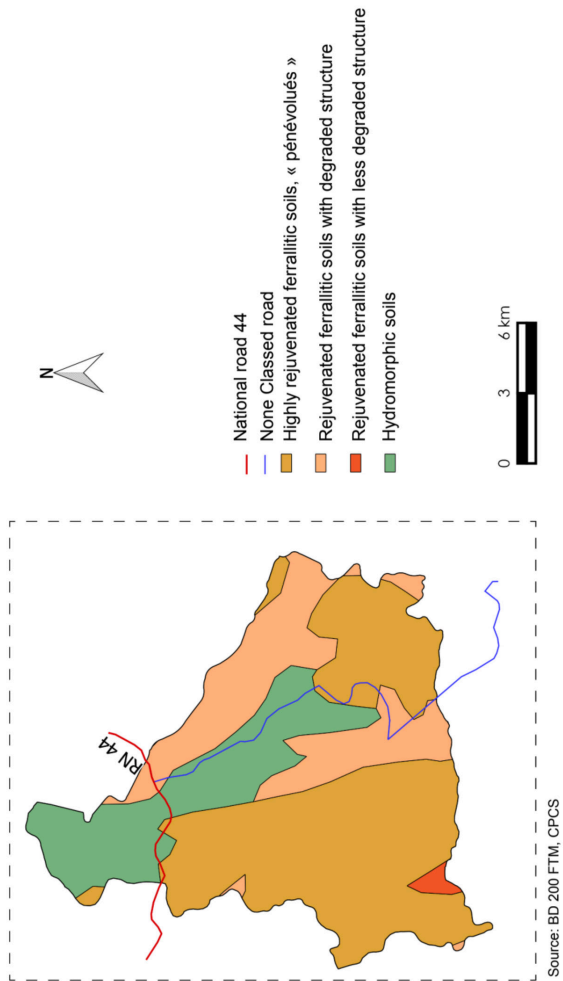 N
National road 44
None Classed road
Highly rejuvenated ferrallitic soils, « pénévolués »
Rejuvenated ferrallitic soils with degraded structure
Rejuvenated ferrallitic soils with less degraded structure
Hydromorphic soils
0 3 6 km
RN 44
Source: BD 200 FTM, CPCS